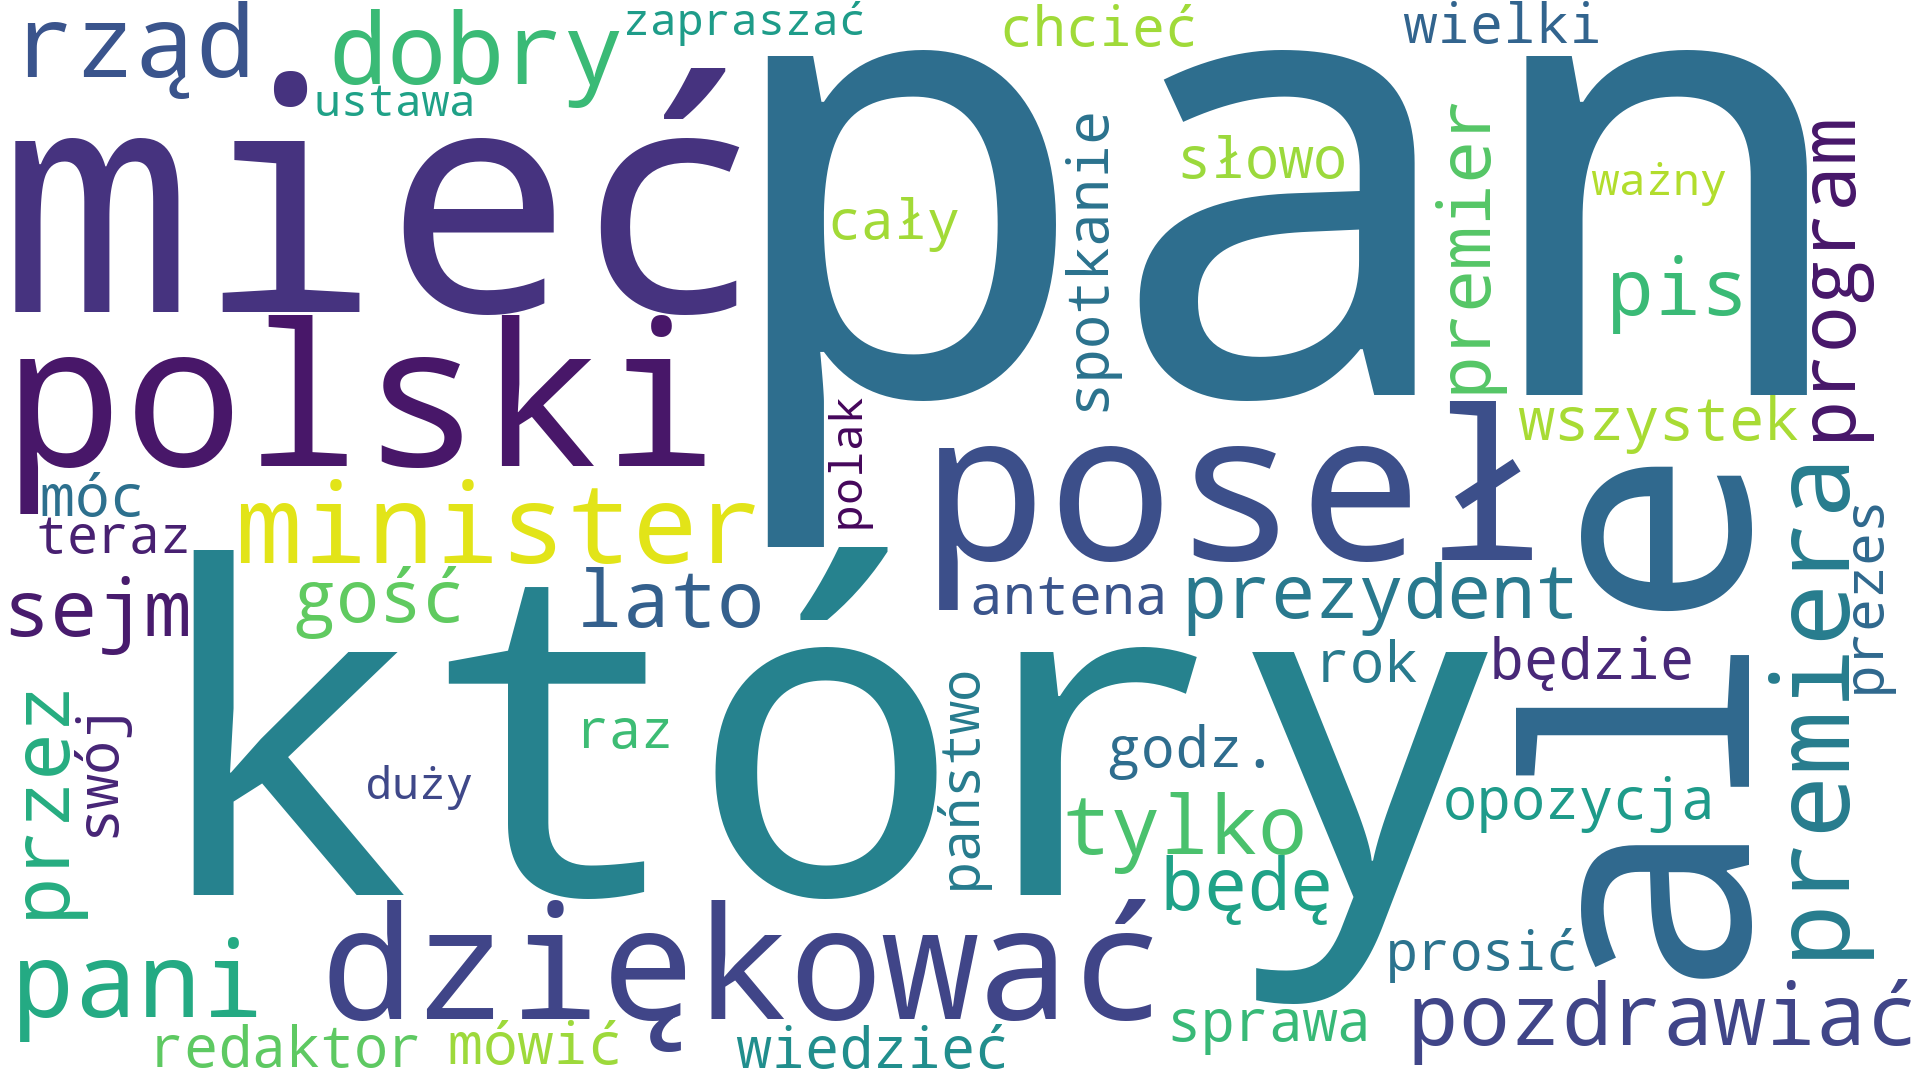 rząd
dobry
zapraszać
chcieć
wielki
ustawa
mieć
pan
spotkanie
słowo
premier
ważny
program
cały
pis
polski
polak
poseł
wszystek
ale
móc
teraz
minister
premiera
prezes
sejm
gość
lato
antena
prezydent
który
rok
będzie
przez
swój
raz
duży
państwo
godz.
tylko
opozycja
będę
pani
dziękować
prosić
pozdrawiać
redaktor
mówić
wiedzieć
sprawa